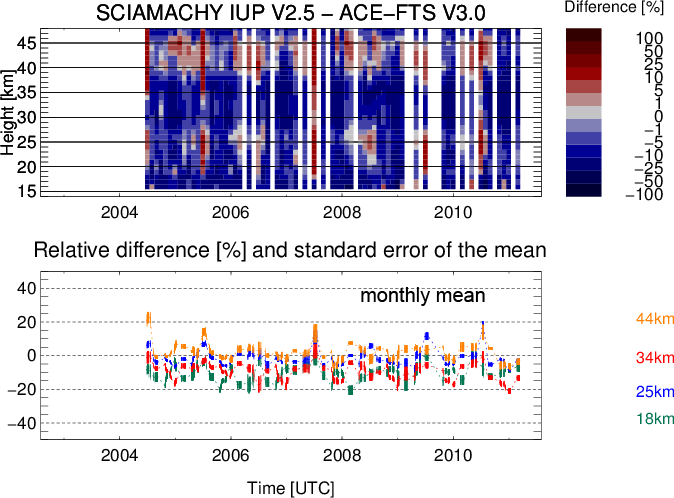 SCIAMACHY IUP V2.5 − ACE−FTS V3.0
Difference [%]
Height [km]
45
40
35
30
25
20
15
2004 2006 2008 2010
100
50
25
10
5
1
0
−1
−5
−10
−25
−50
−100
Relative difference [%] and standard error of the mean
monthly mean
40
20
0
−20
−40
2004 2006 2008 2010
Time [UTC]
44km
34km
25km
18km